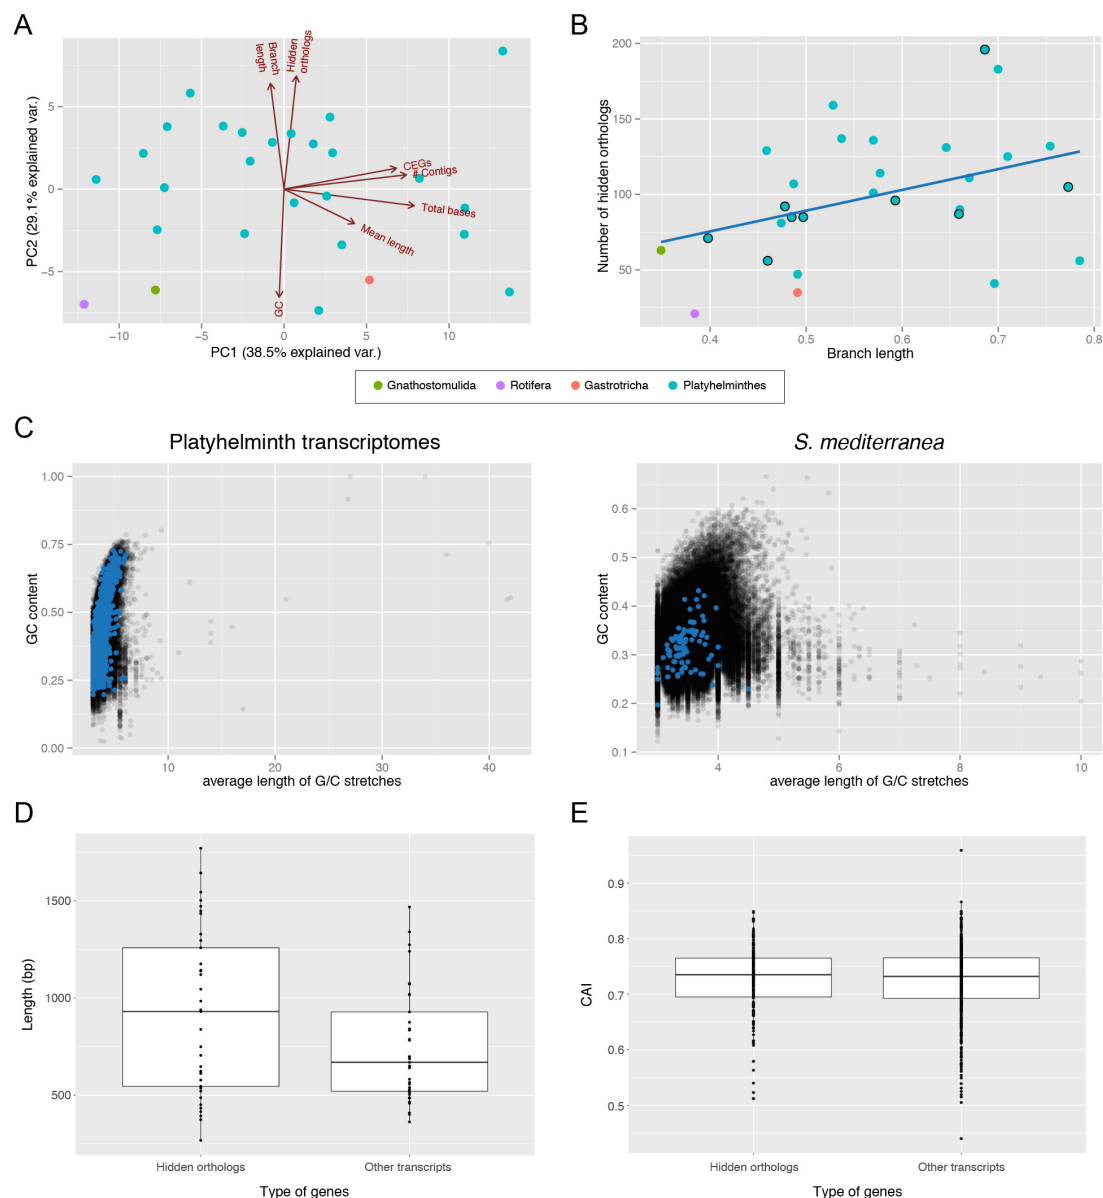 A
B
Branch
length
Hidden
orthologs
CEGs
# Contigs
Total bases
Mean length
GC
PC2 (29.1% explained var.)
5
0
−5
−10
−5
0
5
10
PC1 (38.5% explained var.)
Number of hidden orthologs
200
150
100
50
0.4
0.5
0.6
0.7
0.8
Branch length
Gnathostomulida
Rotifera
Gastrotricha
Platyhelminthes
C
Platyhelminth transcriptomes
S. mediterranea
GC content
1.00
0.75
0.50
0.25
0.00
10
20
30
40
average length of G/C stretches
GC content
0.6
0.5
0.4
0.3
0.2
0.1
4
6
8
10
average length of G/C stretches
D
E
Length (bp)
1500
1000
500
Hidden orthologs
Other transcripts
Type of genes
CAI
0.9
0.8
0.7
0.6
0.5
Hidden orthologs
Other transcripts
Type of genes